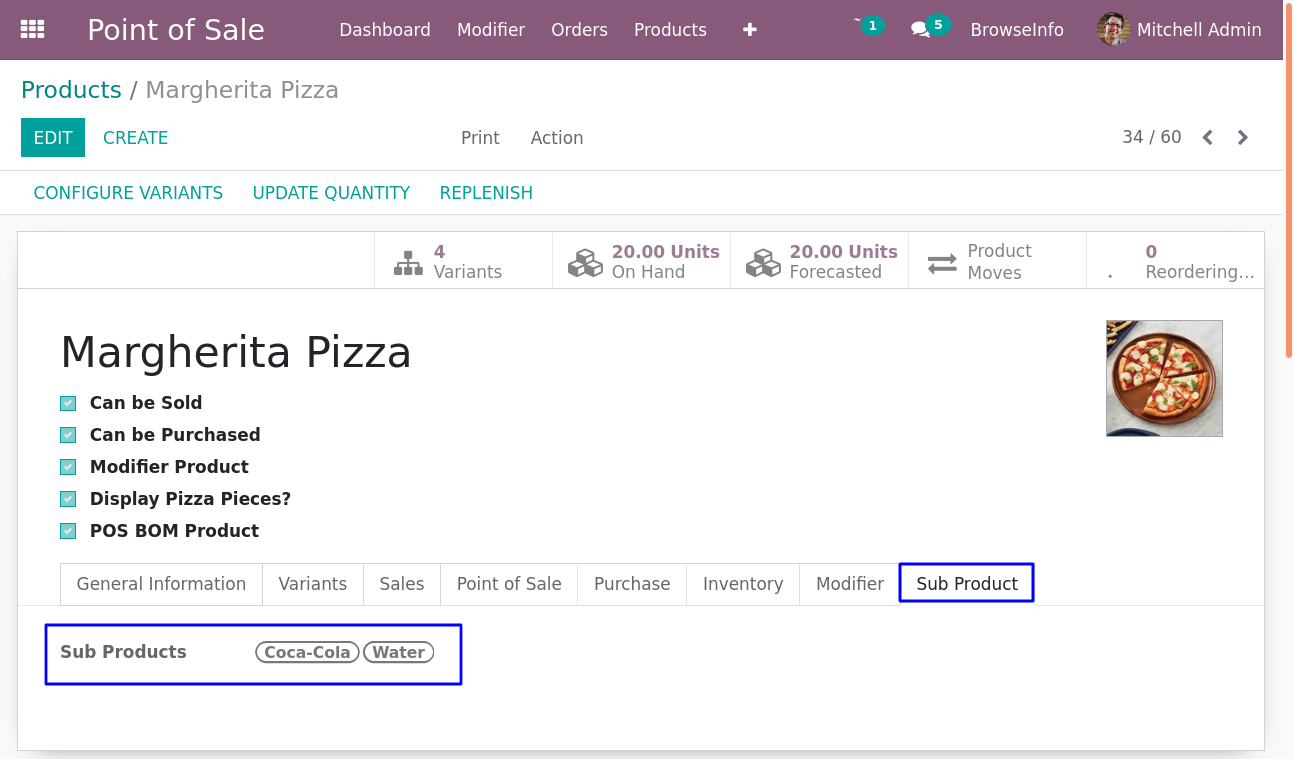 Point of Sale Dashboard Modifier Orders Products 1 5 BrowseInfo Mitchell Admin
Products / Margherita Pizza
EDIT CREATE Print Action 34 / 60
CONFIGURE VARIANTS UPDATE QUANTITY REPLENISH
4 Variants
20.00 Units On Hand
20.00 Units Forecasted
Product Moves
0 Reordering...
Margherita Pizza
Can be Sold
Can be Purchased
Modifier Product
Display Pizza Pieces?
POS BOM Product
General Information Variants Sales Point of Sale Purchase Inventory Modifier Sub Product
Sub Products Coca-Cola Water